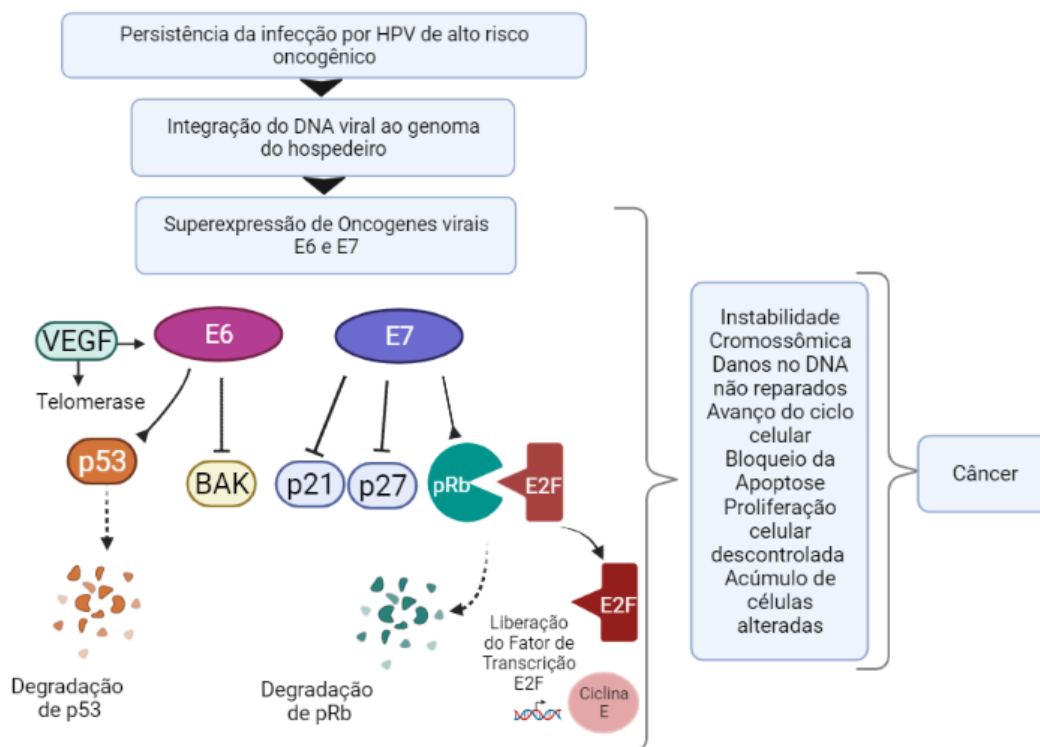 Persistência da infecção por HPV de alto risco
oncogênico
Integração do DNA viral ao genoma
do hospedeiro
Superexpressão de Oncogenes virais
E6 e E7
VEGF
E6
E7
Telomerase
p53
BAK
p21
p27
pRb
E2F
E2F
Degradação
de p53
Degradação
de pRb
Liberação
do Fator de
Transcrição
E2F
Ciclina
E
Instabilidade
Cromossômica
Danos no DNA
não reparados
Avanço do ciclo
celular
Bloqueio da
Apoptose
Proliferação
celular
descontrolada
Acúmulo de
células
alteradas
Câncer